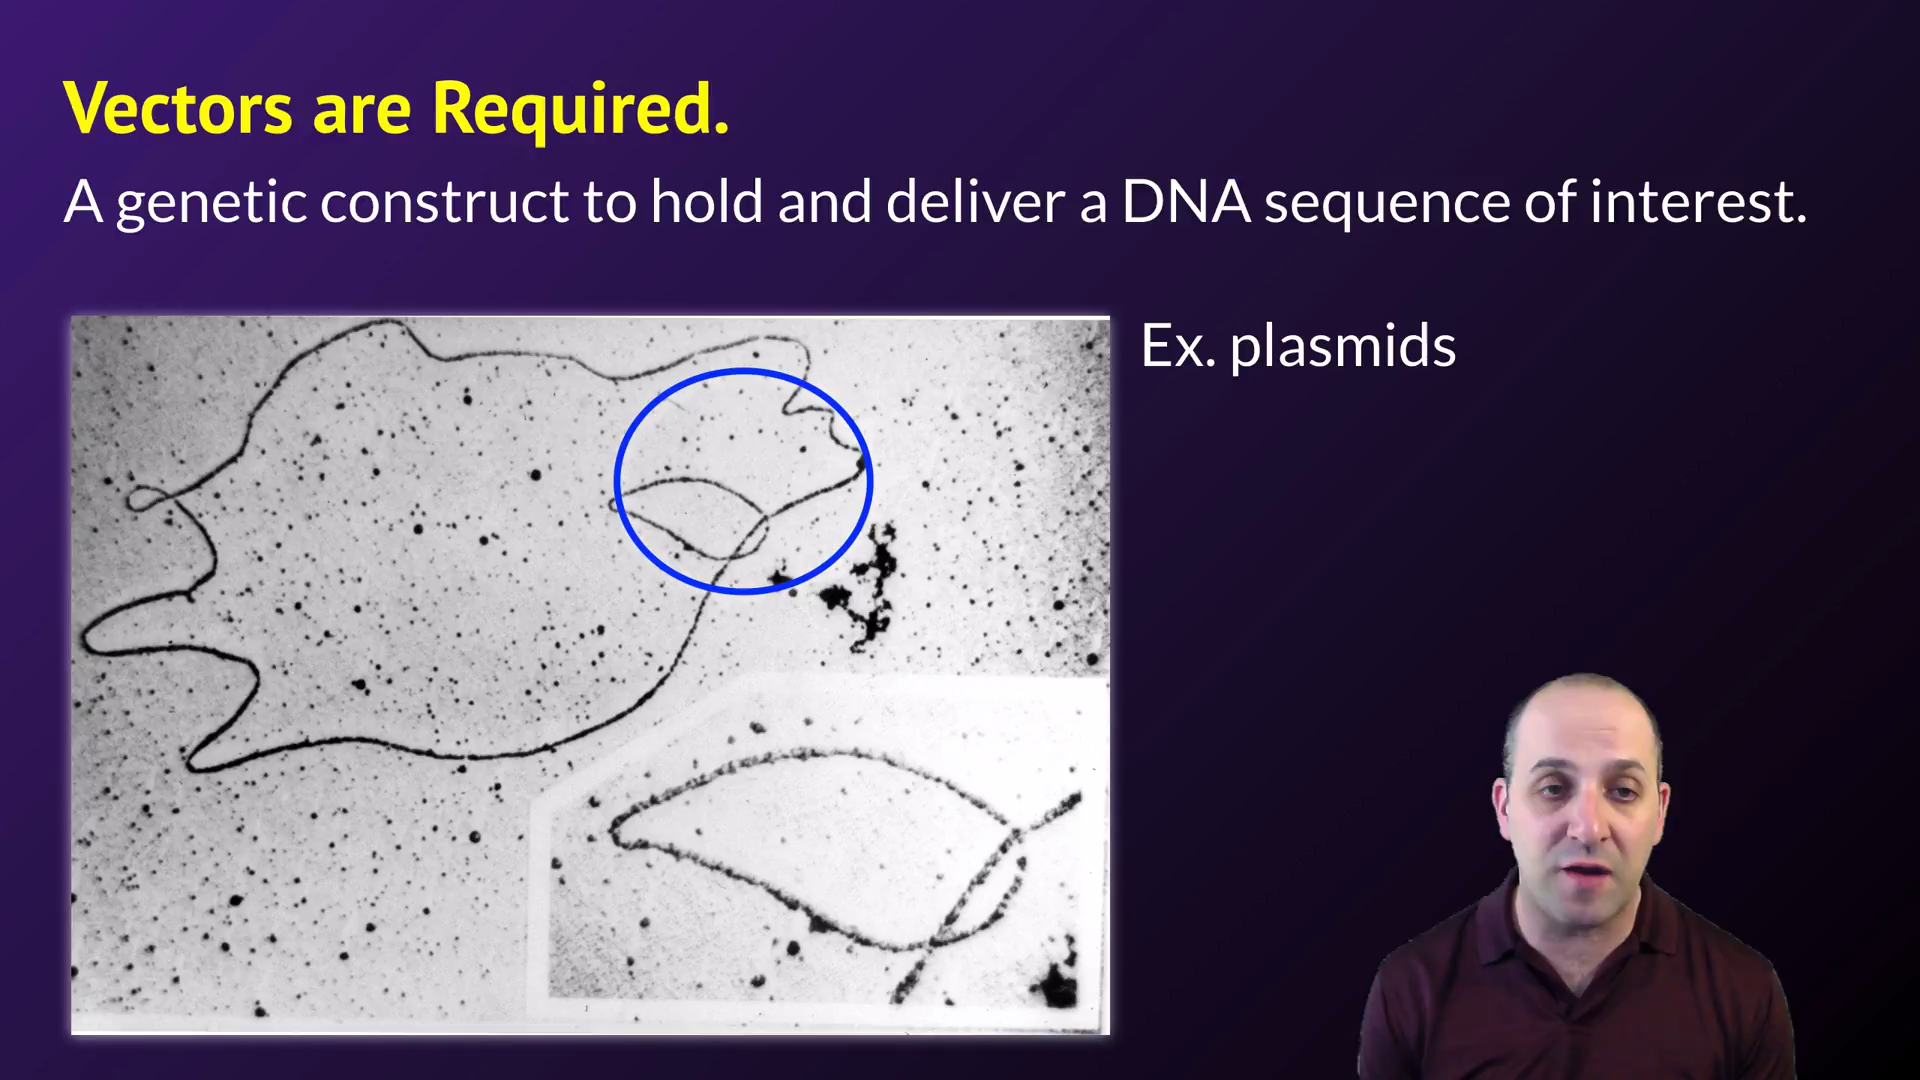 Vectors are Required.
A genetic construct to hold and deliver a DNA sequence of interest.
Ex. plasmids